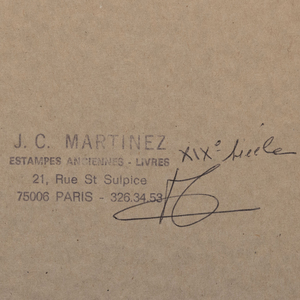 J. C. MARTINEZ
ESTAMPES ANCIENNES - LIVRES
21, Rue St Sulpice
75006 PARIS - 326.34.53
XIXe siècle